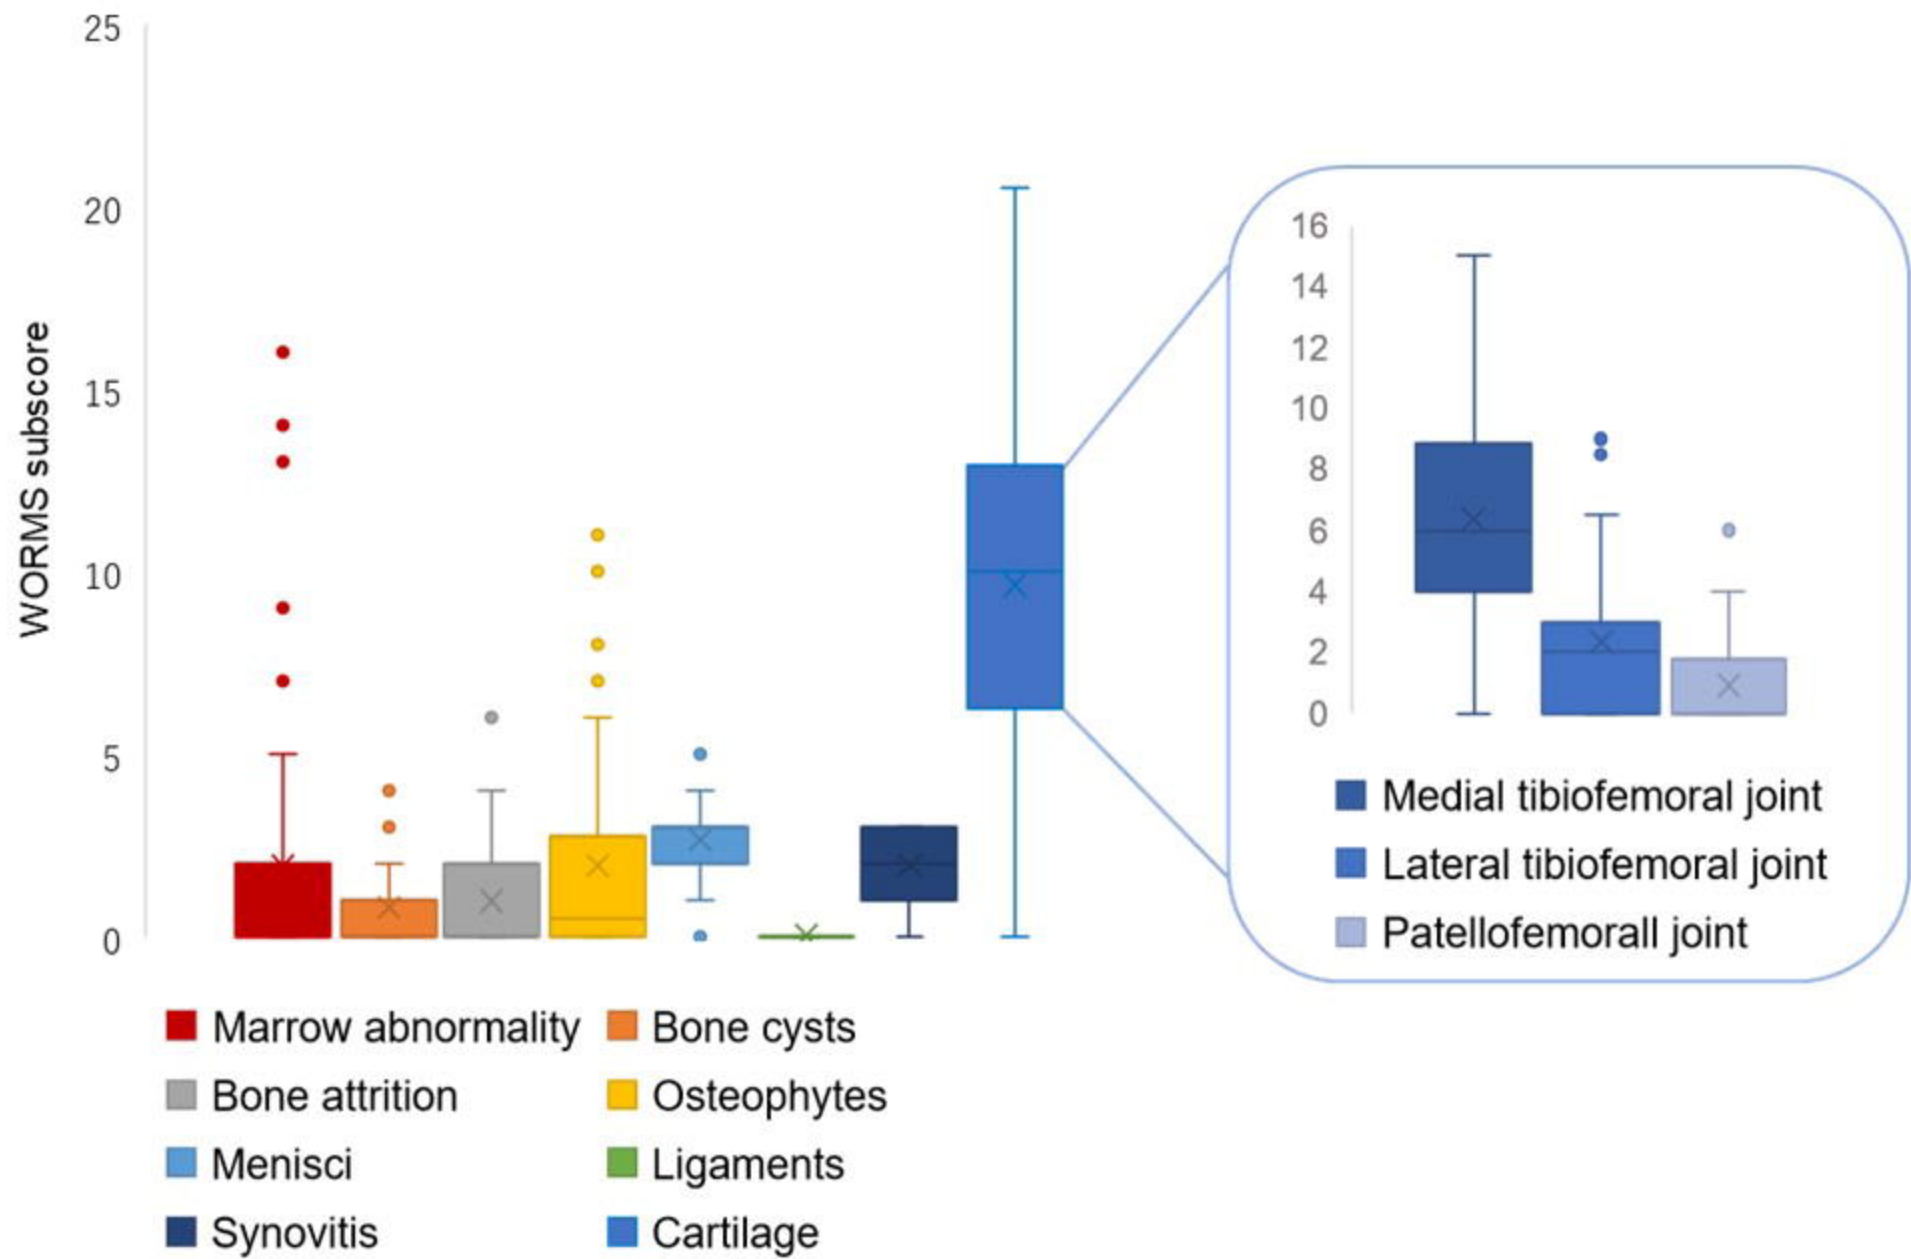 25
20
15
10
5
0
WORMS subscore
16
14
12
10
8
6
4
2
0
Medial tibiofemoral joint
Lateral tibiofemoral joint
Patellofemorall joint
Marrow abnormality
Bone cysts
Bone attrition
Osteophytes
Menisci
Ligaments
Synovitis
Cartilage